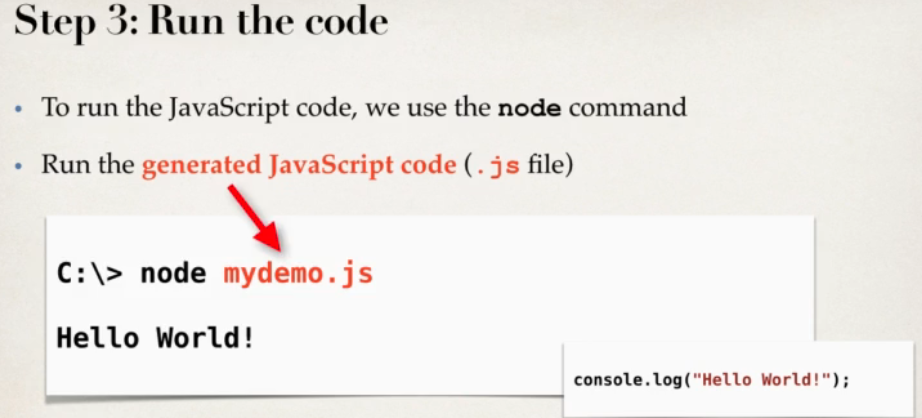 Step 3: Run the code
• To run the JavaScript code, we use the node command
• Run the generated JavaScript code (.js file)
C:\> node mydemo.js
Hello World!
console.log("Hello World!");